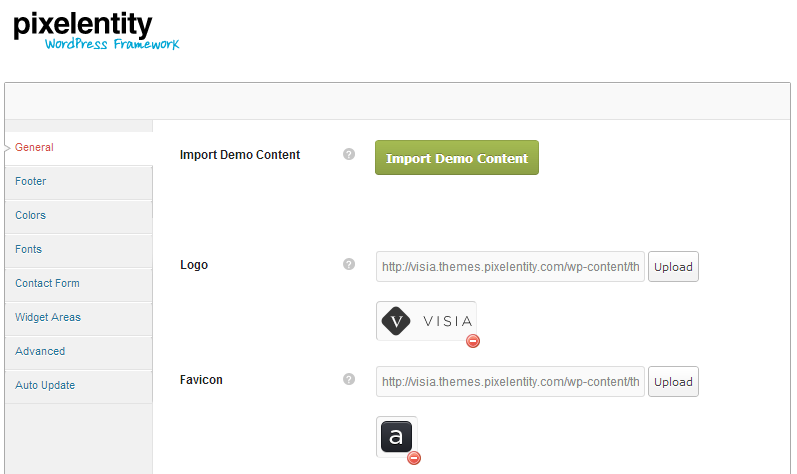 pixelentity
WordPress Framework
General
Footer
Colors
Fonts
Contact Form
Widget Areas
Advanced
Auto Update
Import Demo Content ? Import Demo Content
Logo ? http://visia.themes.pixelentity.com/wp-content/th Upload
V VISIA
Favicon ? http://visia.themes.pixelentity.com/wp-content/th Upload
a